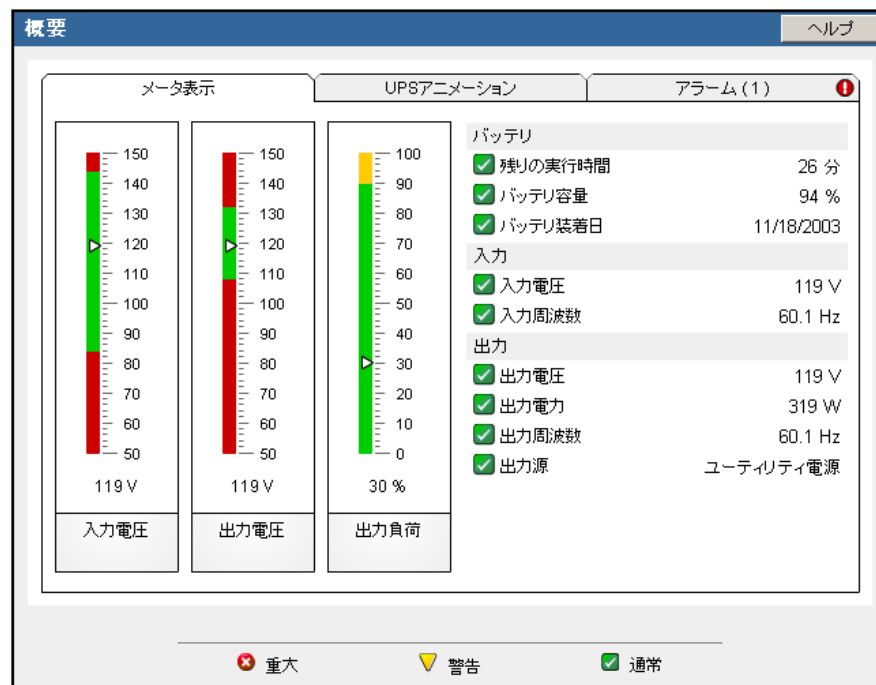 概要
ヘルプ
メータ表示
UPSアニメーション
アラーム(1)
150
140
130
120
110
100
90
80
70
60
50
119 V
入力電圧
150
140
130
120
110
100
90
80
70
60
50
119 V
出力電圧
100
90
80
70
60
50
40
30
20
10
0
30 %
出力負荷
バッテリ
残りの実行時間 26 分
バッテリ容量 94 %
バッテリ装着日 11/18/2003
入力
入力電圧 119 V
入力周波数 60.1 Hz
出力
出力電圧 119 V
出力電力 319 W
出力周波数 60.1 Hz
出力源 ユーティリティ電源
重大
警告
通常